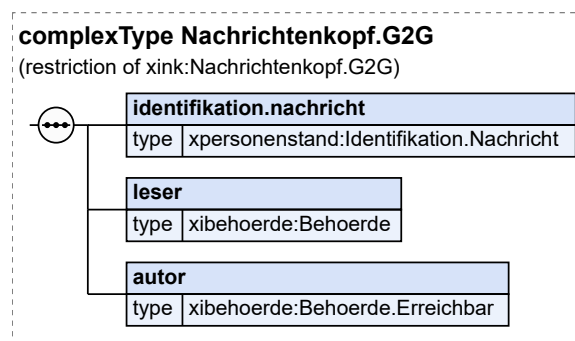 complexType Nachrichtenkopf.G2G
(restriction of xink:Nachrichtenkopf.G2G)
identifikation.nachricht
type xpersonenstand:Identifikation.Nachricht
leser
type xibehoerde:Behoerde
autor
type xibehoerde:Behoerde.Erreichbar